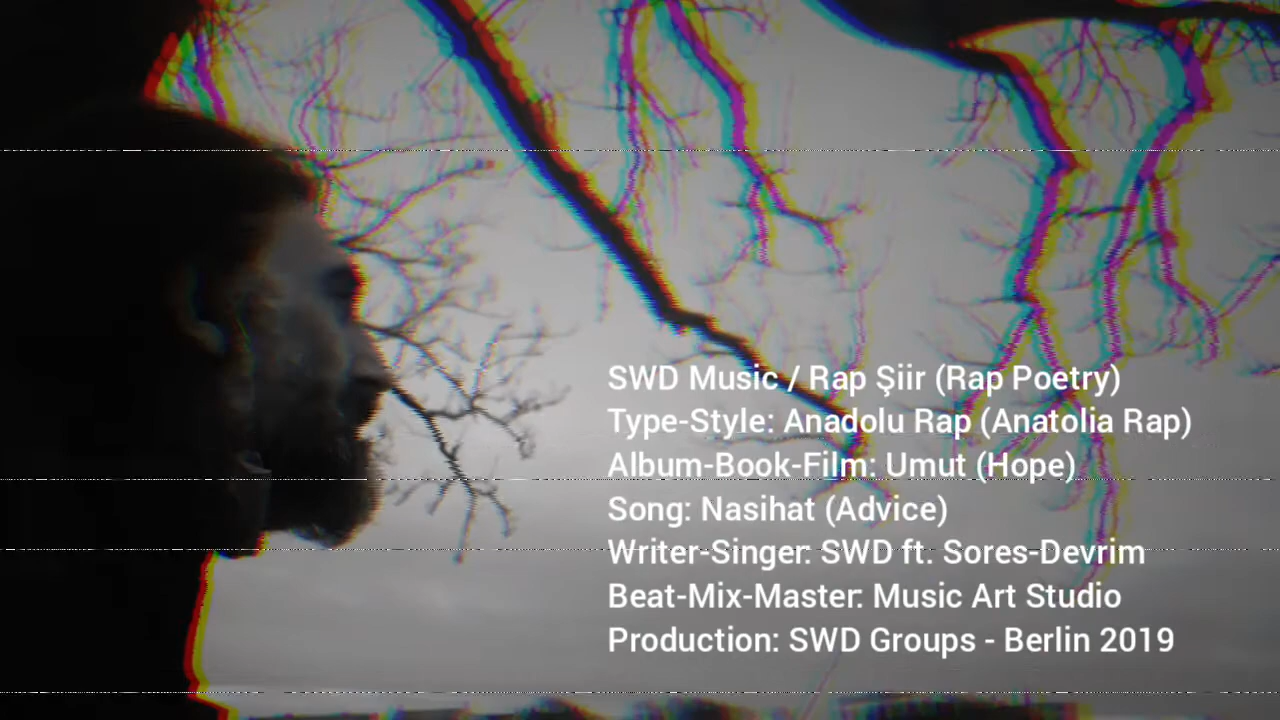 SWD Music / Rap Şiir (Rap Poetry)
Type-Style: Anadolu Rap (Anatolia Rap)
Album-Book-Film: Umut (Hope)
Song: Nasihat (Advice)
Writer-Singer: SWD ft. Sores-Devrim
Beat-Mix-Master: Music Art Studio
Production: SWD Groups - Berlin 2019